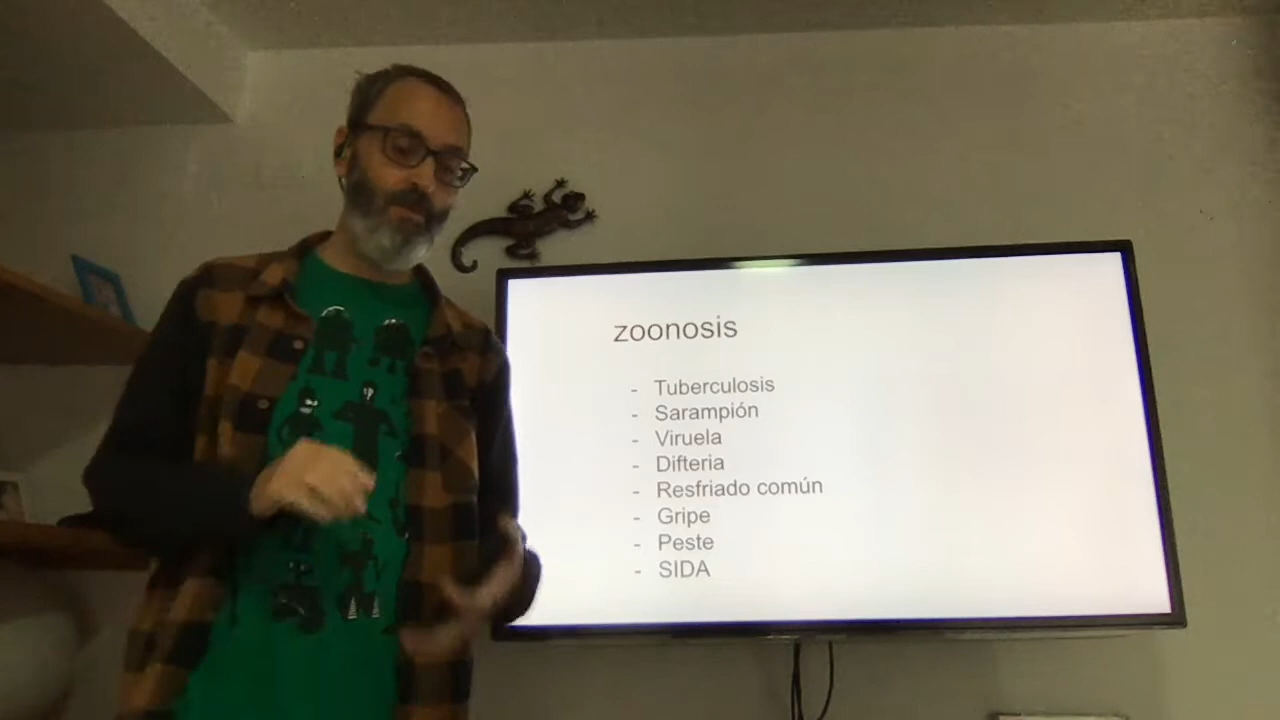 zoonosis
- Tuberculosis
- Sarampión
- Viruela
- Difteria
- Resfriado común
- Gripe
- Peste
- SIDA